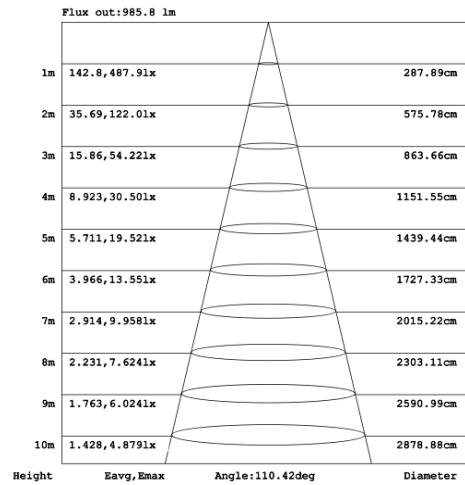 Flux out:985.8 lm
1m 142.8,487.9lx 287.89cm
2m 35.69,122.0lx 575.78cm
3m 15.86,54.22lx 863.66cm
4m 8.923,30.50lx 1151.55cm
5m 5.711,19.52lx 1439.44cm
6m 3.966,13.55lx 1727.33cm
7m 2.914,9.958lx 2015.22cm
8m 2.231,7.624lx 2303.11cm
9m 1.763,6.024lx 2590.99cm
10m 1.428,4.879lx 2878.88cm
Height Eavg,Emax Angle:110.42deg Diameter